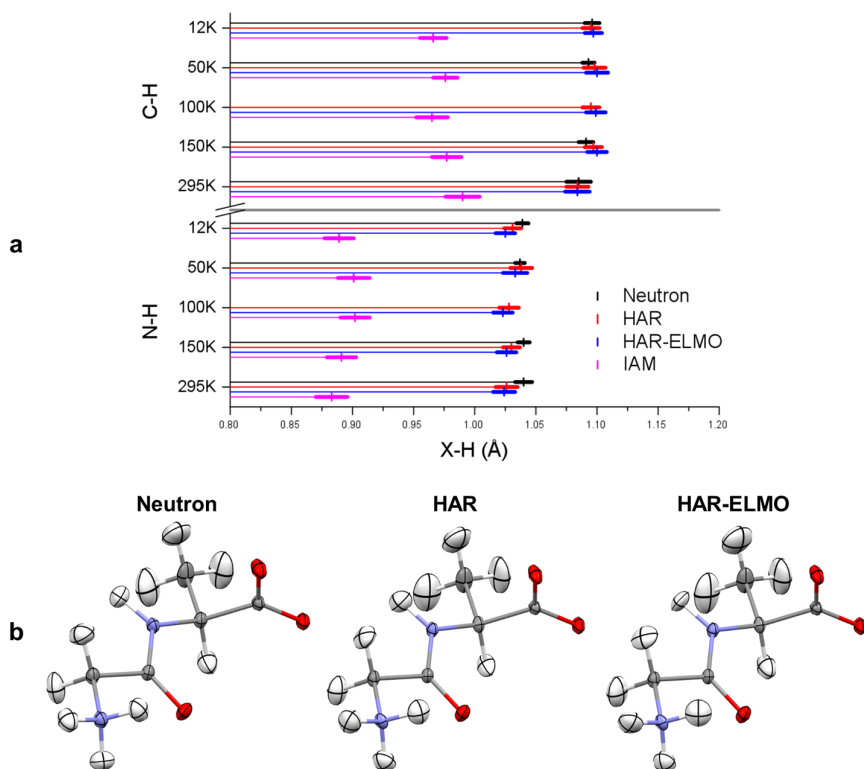 12K
50K
C-H
100K
150K
295K
a
12K
50K
N-H
100K
150K
295K
Neutron
HAR
HAR-ELMO
IAM
0.80 0.85 0.90 0.95 1.00 1.05 1.10 1.15 1.20
X-H (Å)
Neutron HAR HAR-ELMO
b